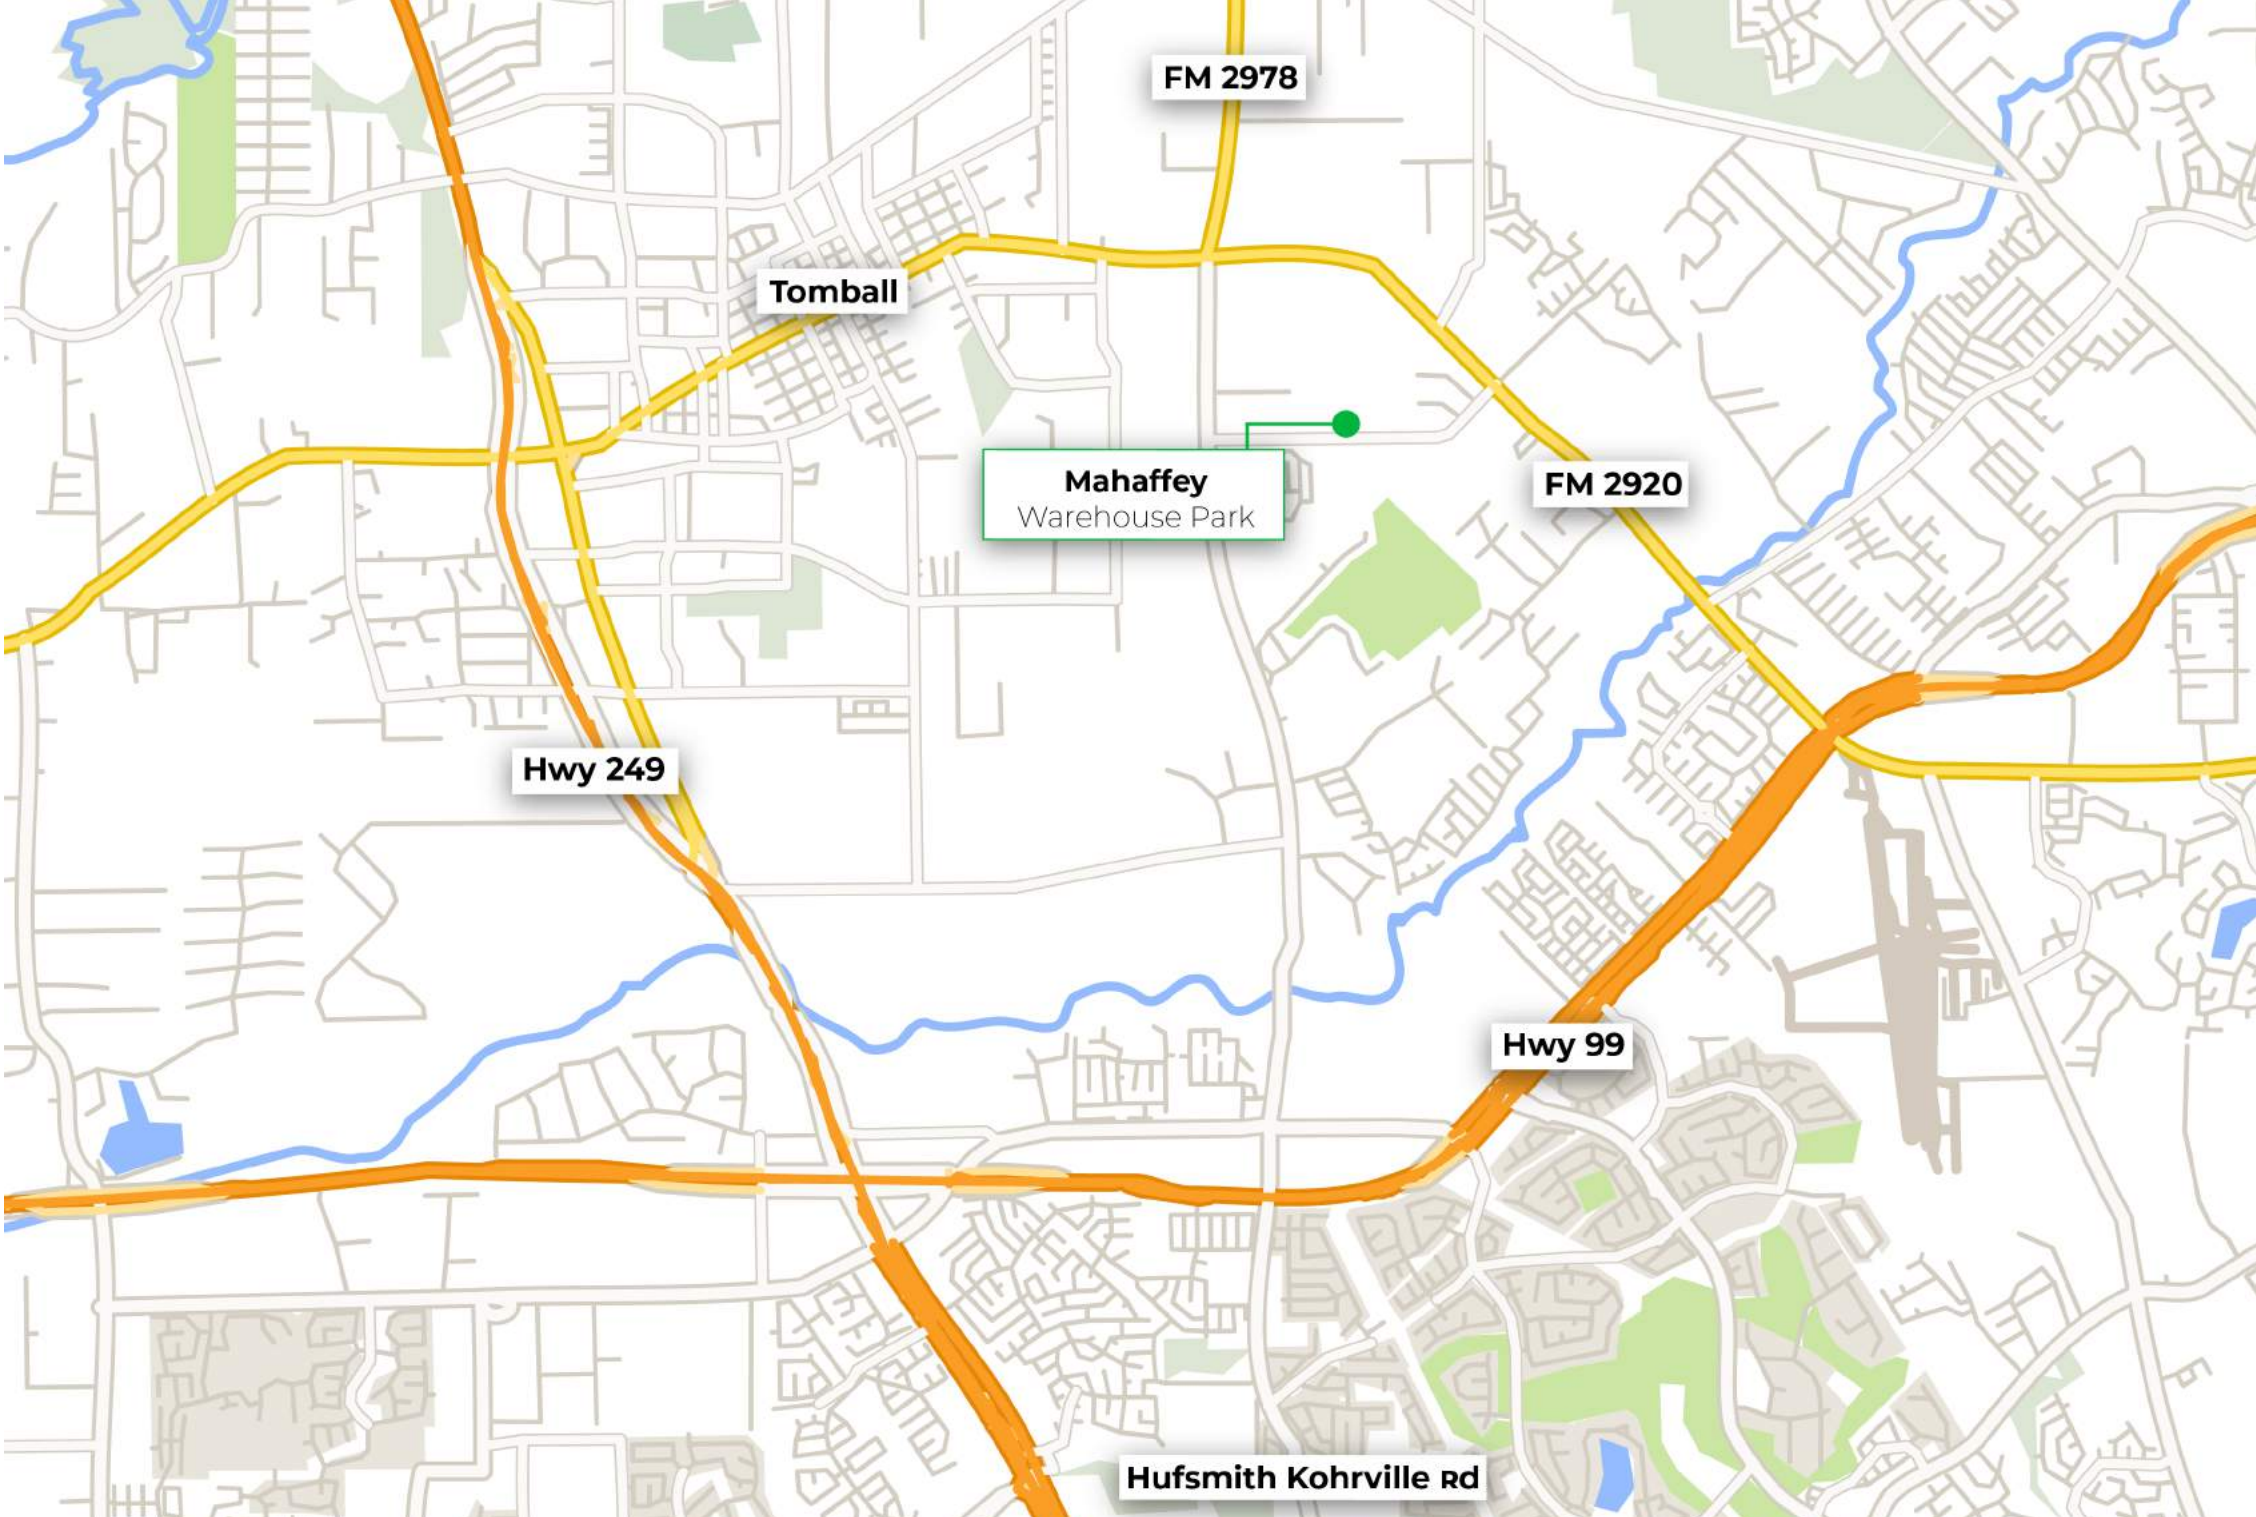 FM 2978
Tomball
Mahaffey
Warehouse Park
FM 2920
Hwy 249
Hwy 99
Hufsmith Kohrville Rd